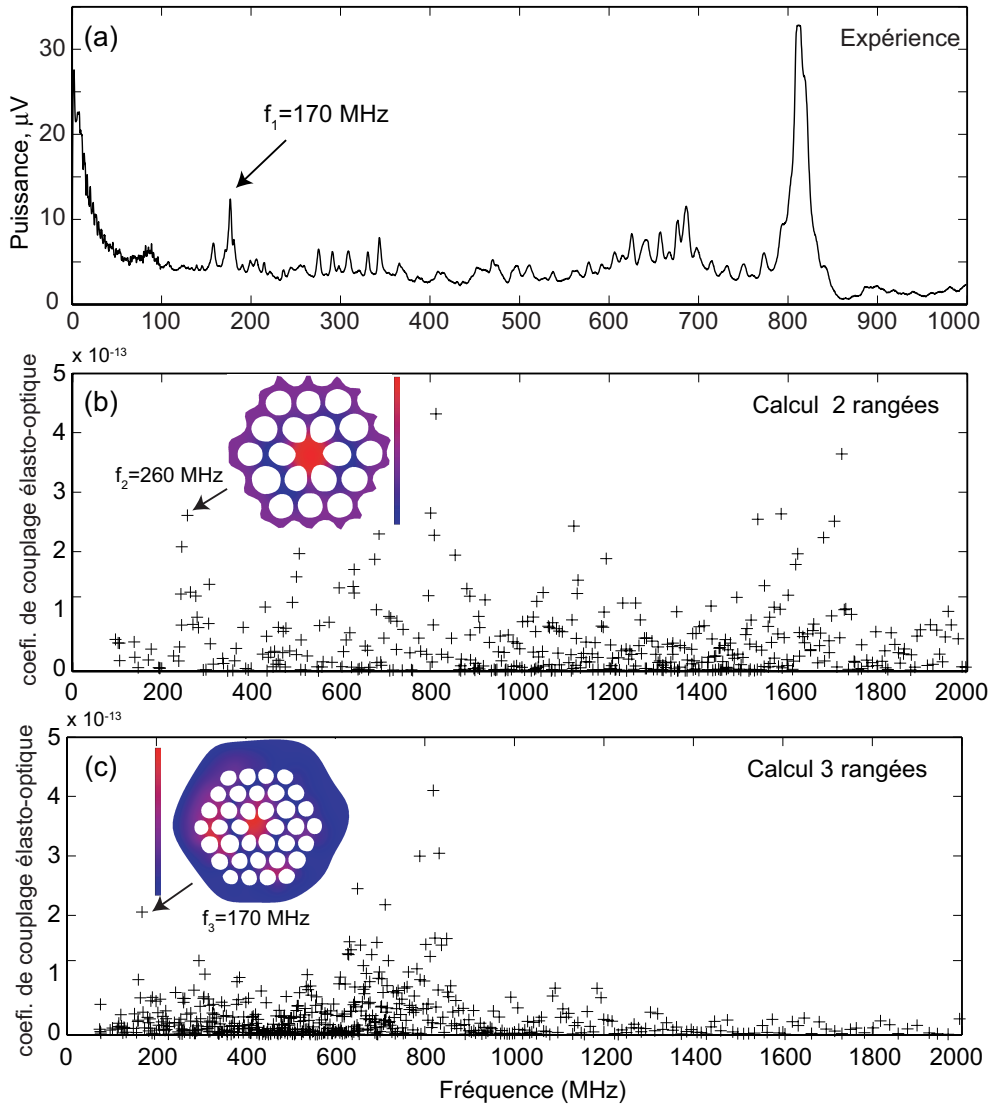 (a)
Expérience
f1=170 MHz
Puissance, µV
30
20
10
0
0 100 200 300 400 500 600 700 800 900 1000
x 10-13
(b)
Calcul 2 rangées
f2=260 MHz
coefi. de couplage élasto-optique
5
4
3
2
1
0
0 200 400 600 800 1000 1200 1400 1600 1800 2000
x 10-13
(c)
Calcul 3 rangées
f3=170 MHz
coefi. de couplage élasto-optique
5
4
3
2
1
0
0 200 400 600 800 1000 1200 1400 1600 1800 2000
Fréquence (MHz)